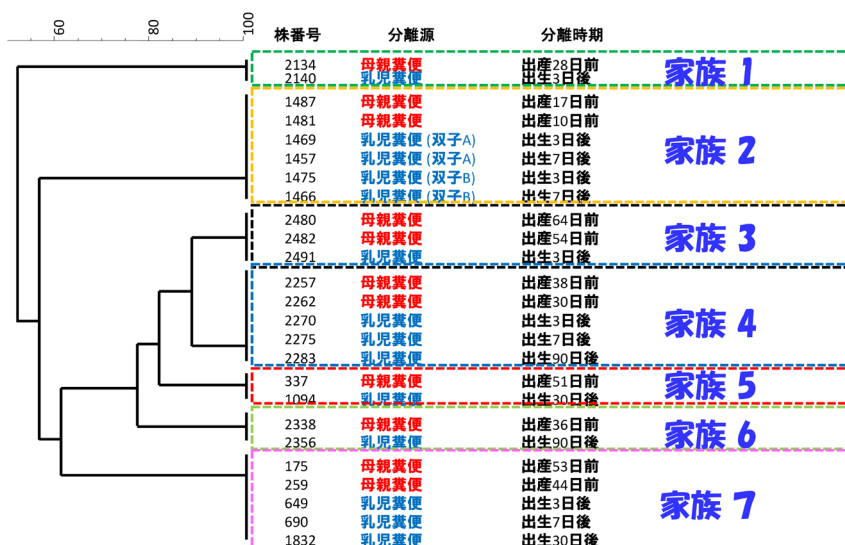 60 80 100 株番号 分離源 分離時期
2134 母親糞便 出産28日前 家族 1
2140 乳児糞便 出生3日後
1487 母親糞便 出産17日前
1481 母親糞便 出産10日前
1469 乳児糞便 (双子A) 出生3日後 家族 2
1457 乳児糞便 (双子A) 出生7日後
1475 乳児糞便 (双子B) 出生3日後
1466 乳児糞便 (双子B) 出生7日後
2480 母親糞便 出産64日前
2482 母親糞便 出産54日前 家族 3
2491 乳児糞便 出生3日後
2257 母親糞便 出産38日前
2262 母親糞便 出産30日前
2270 乳児糞便 出生3日後 家族 4
2275 乳児糞便 出生7日後
2283 乳児糞便 出生90日後
337 母親糞便 出産51日前 家族 5
1094 乳児糞便 出生30日後
2338 母親糞便 出産36日前 家族 6
2356 乳児糞便 出生90日後
175 母親糞便 出産53日前
259 母親糞便 出産44日前
649 乳児糞便 出生3日後 家族 7
690 乳児糞便 出生7日後
1832 乳児糞便 出生30日後